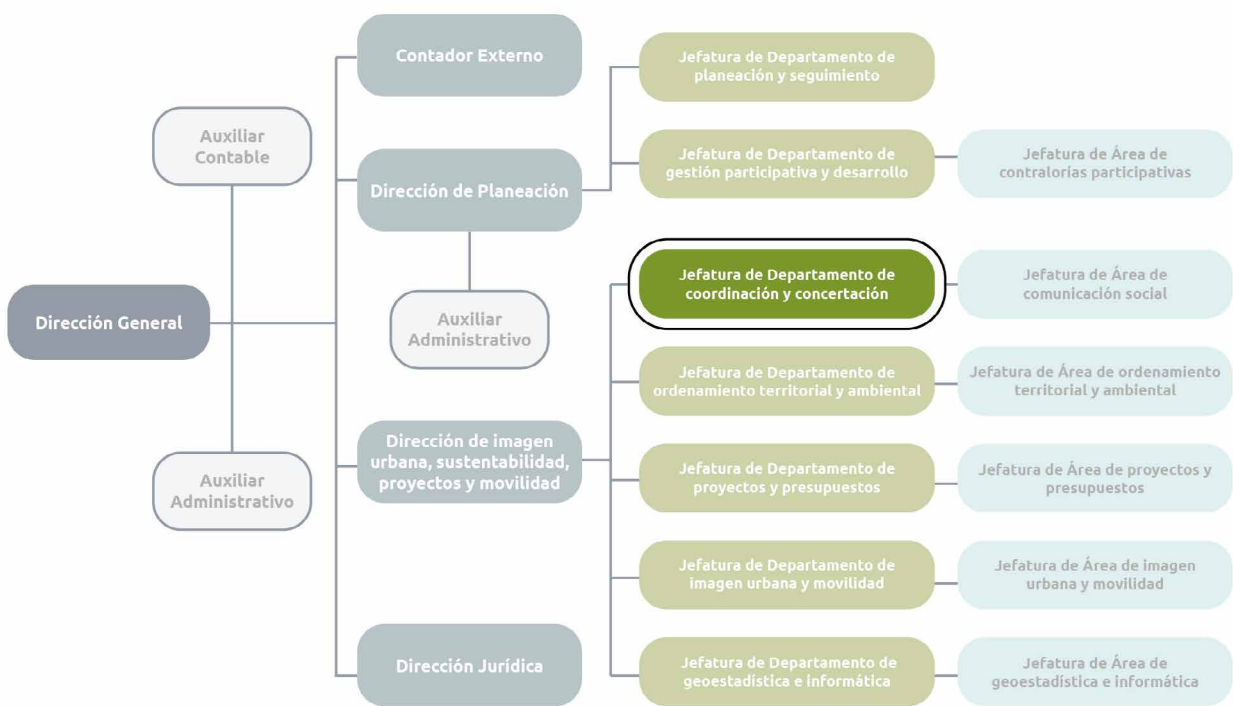 Dirección General
Auxiliar
Contable
Auxiliar
Administrativo
Contador Externo
Dirección de Planeación
Auxiliar
Administrativo
Dirección de imagen
urbana, sustentabilidad,
proyectos y movilidad
Dirección Jurídica
Jefatura de Departamento de
planeación y seguimiento
Jefatura de Departamento de
gestión participativa y desarrollo
Jefatura de Área de
contralorías participativas
Jefatura de Departamento de
coordinación y concertación
Jefatura de Área de
comunicación social
Jefatura de Departamento de
ordenamiento territorial y ambiental
Jefatura de Área de ordenamiento
territorial y ambiental
Jefatura de Departamento de
proyectos y presupuestos
Jefatura de Área de proyectos y
presupuestos
Jefatura de Departamento de
imagen urbana y movilidad
Jefatura de Área de imagen
urbana y movilidad
Jefatura de Departamento de
geoestadística e informática
Jefatura de Área de
geoestadística e informática